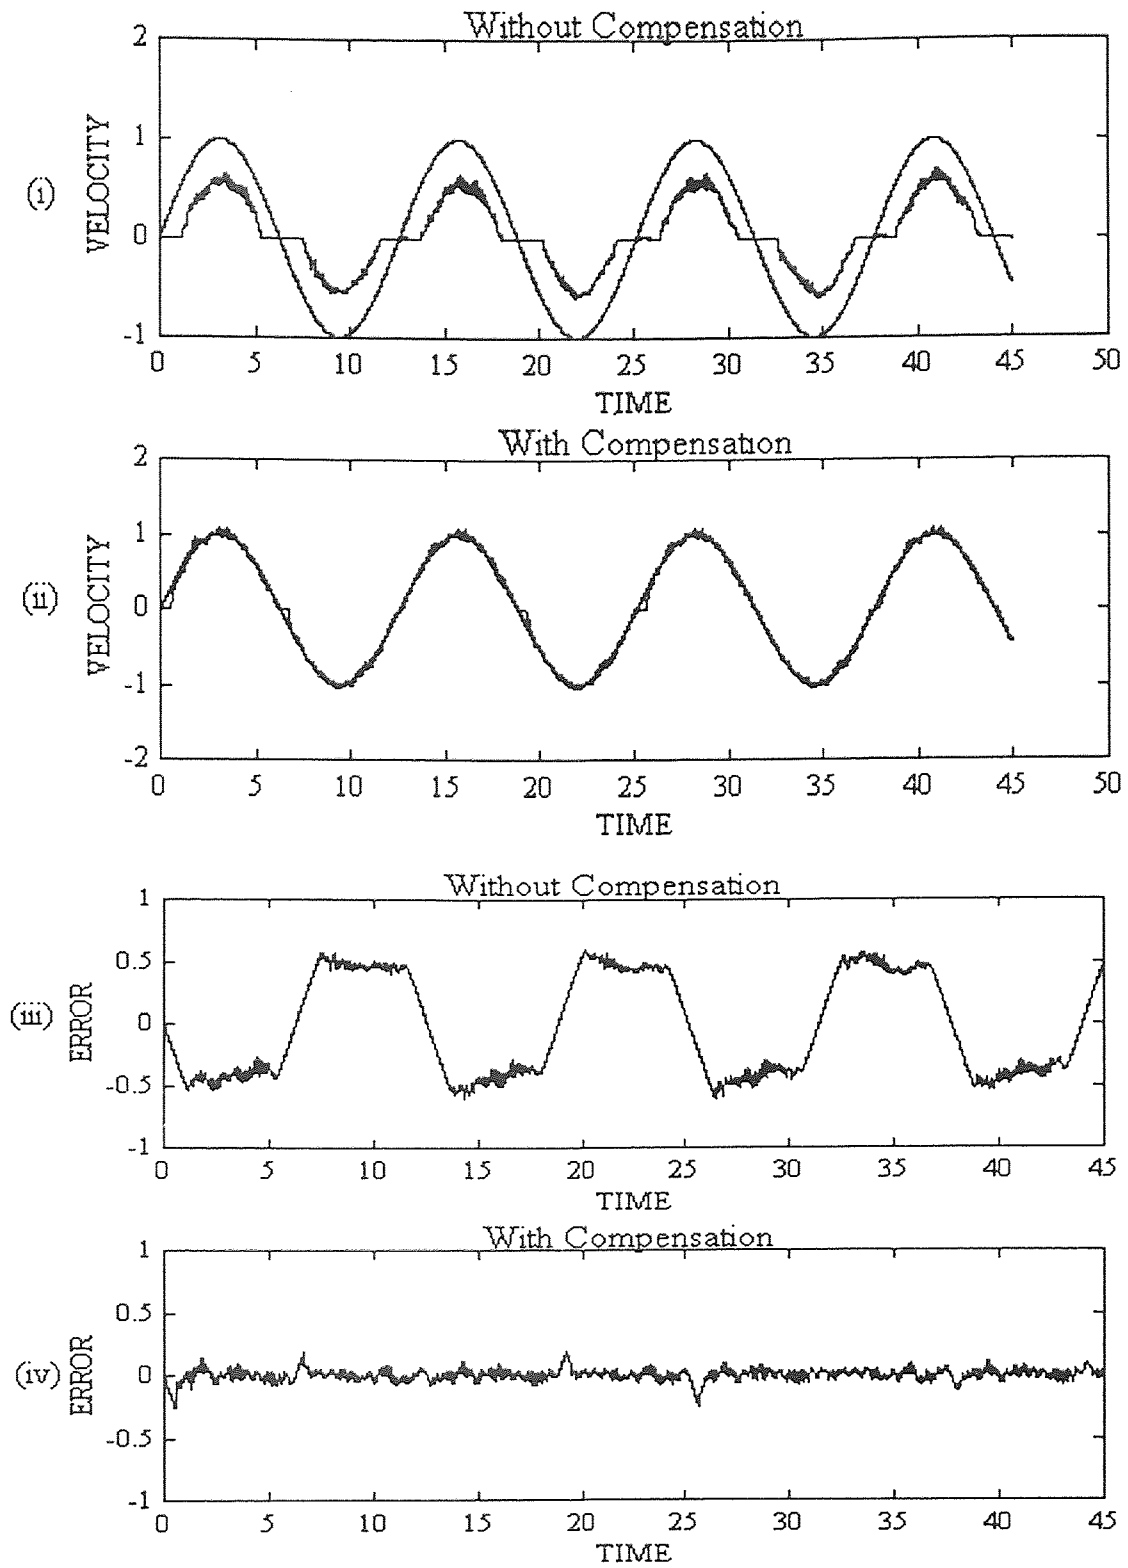 Without Compensation
2
1
0
-1
(i)
VELOCITY
0 5 10 15 20 25 30 35 40 45 50
TIME
With Compensation
2
1
0
-1
-2
(ii)
VELOCITY
0 5 10 15 20 25 30 35 40 45 50
TIME
Without Compensation
1
0.5
0
-0.5
-1
(iii)
ERROR
0 5 10 15 20 25 30 35 40 45
TIME
With Compensation
1
0.5
0
-0.5
-1
(iv)
ERROR
0 5 10 15 20 25 30 35 40 45
TIME